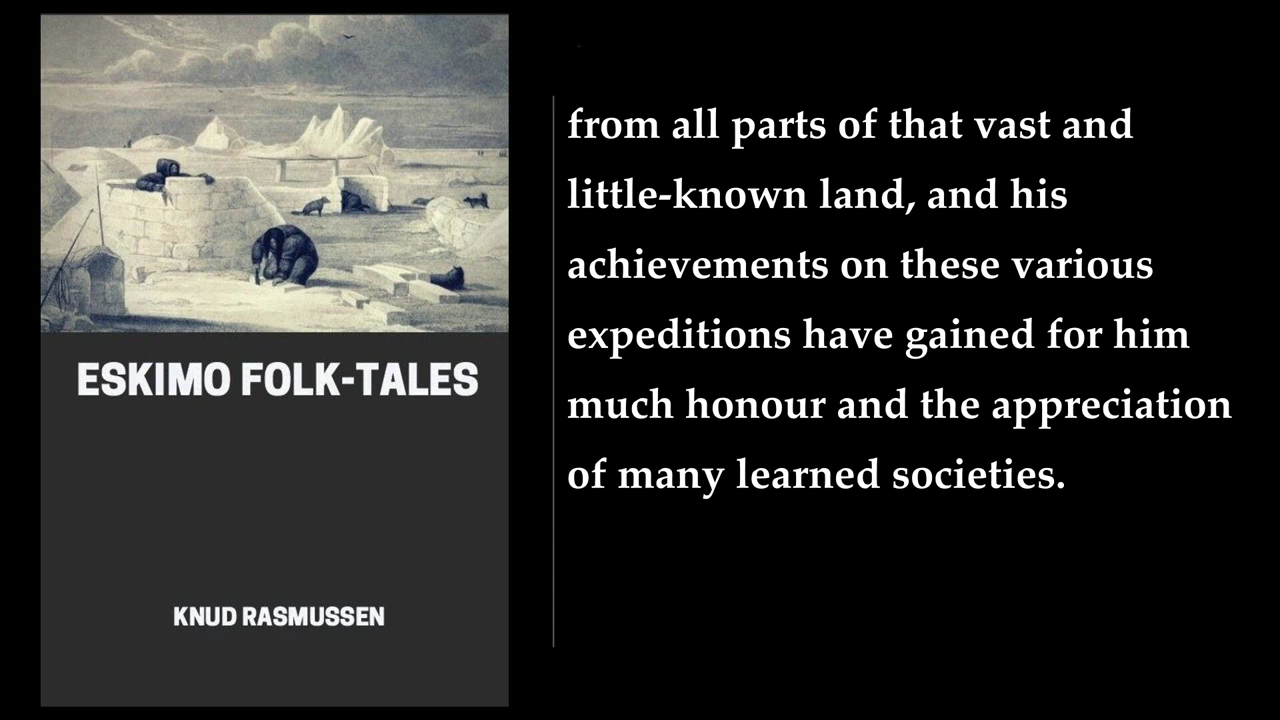 ESKIMO FOLK-TALES
KNUD RASMUSSEN
from all parts of that vast and
little-known land, and his
achievements on these various
expeditions have gained for him
much honour and the appreciation
of many learned societies.